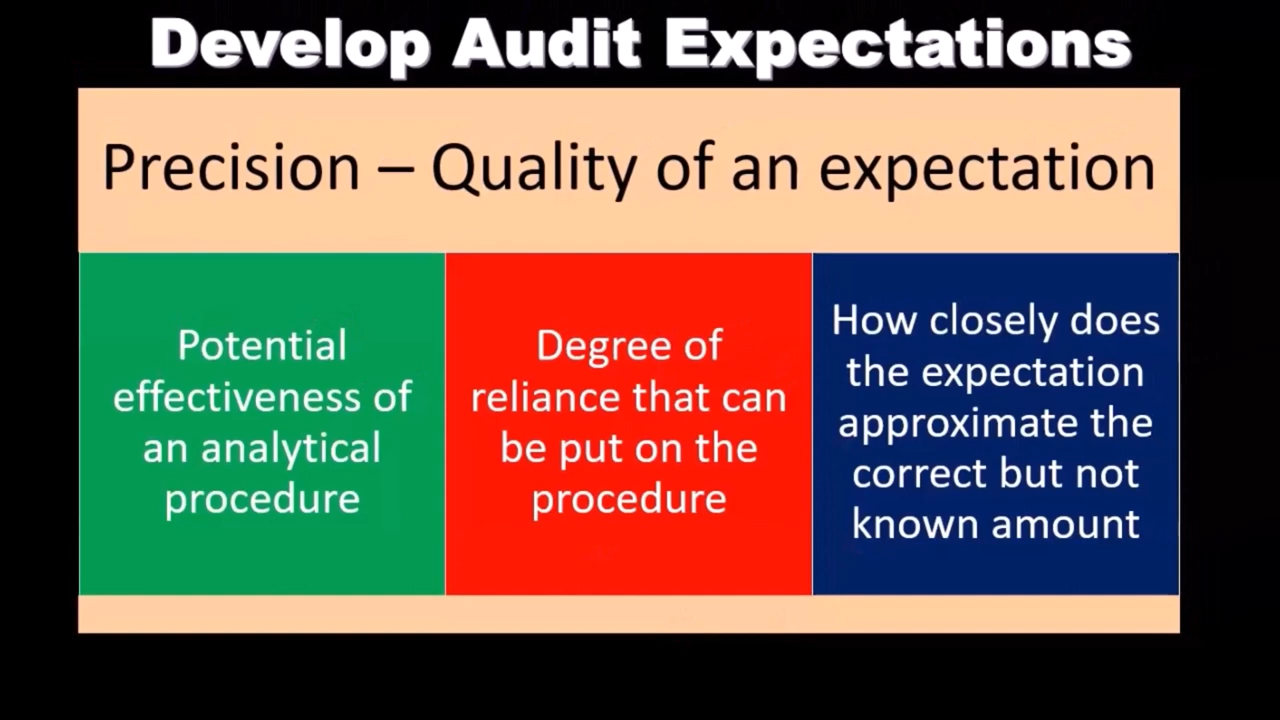 Develop Audit Expectations
Precision – Quality of an expectation
Potential
effectiveness of
an analytical
procedure
Degree of
reliance that can
be put on the
procedure
How closely does
the expectation
approximate the
correct but not
known amount